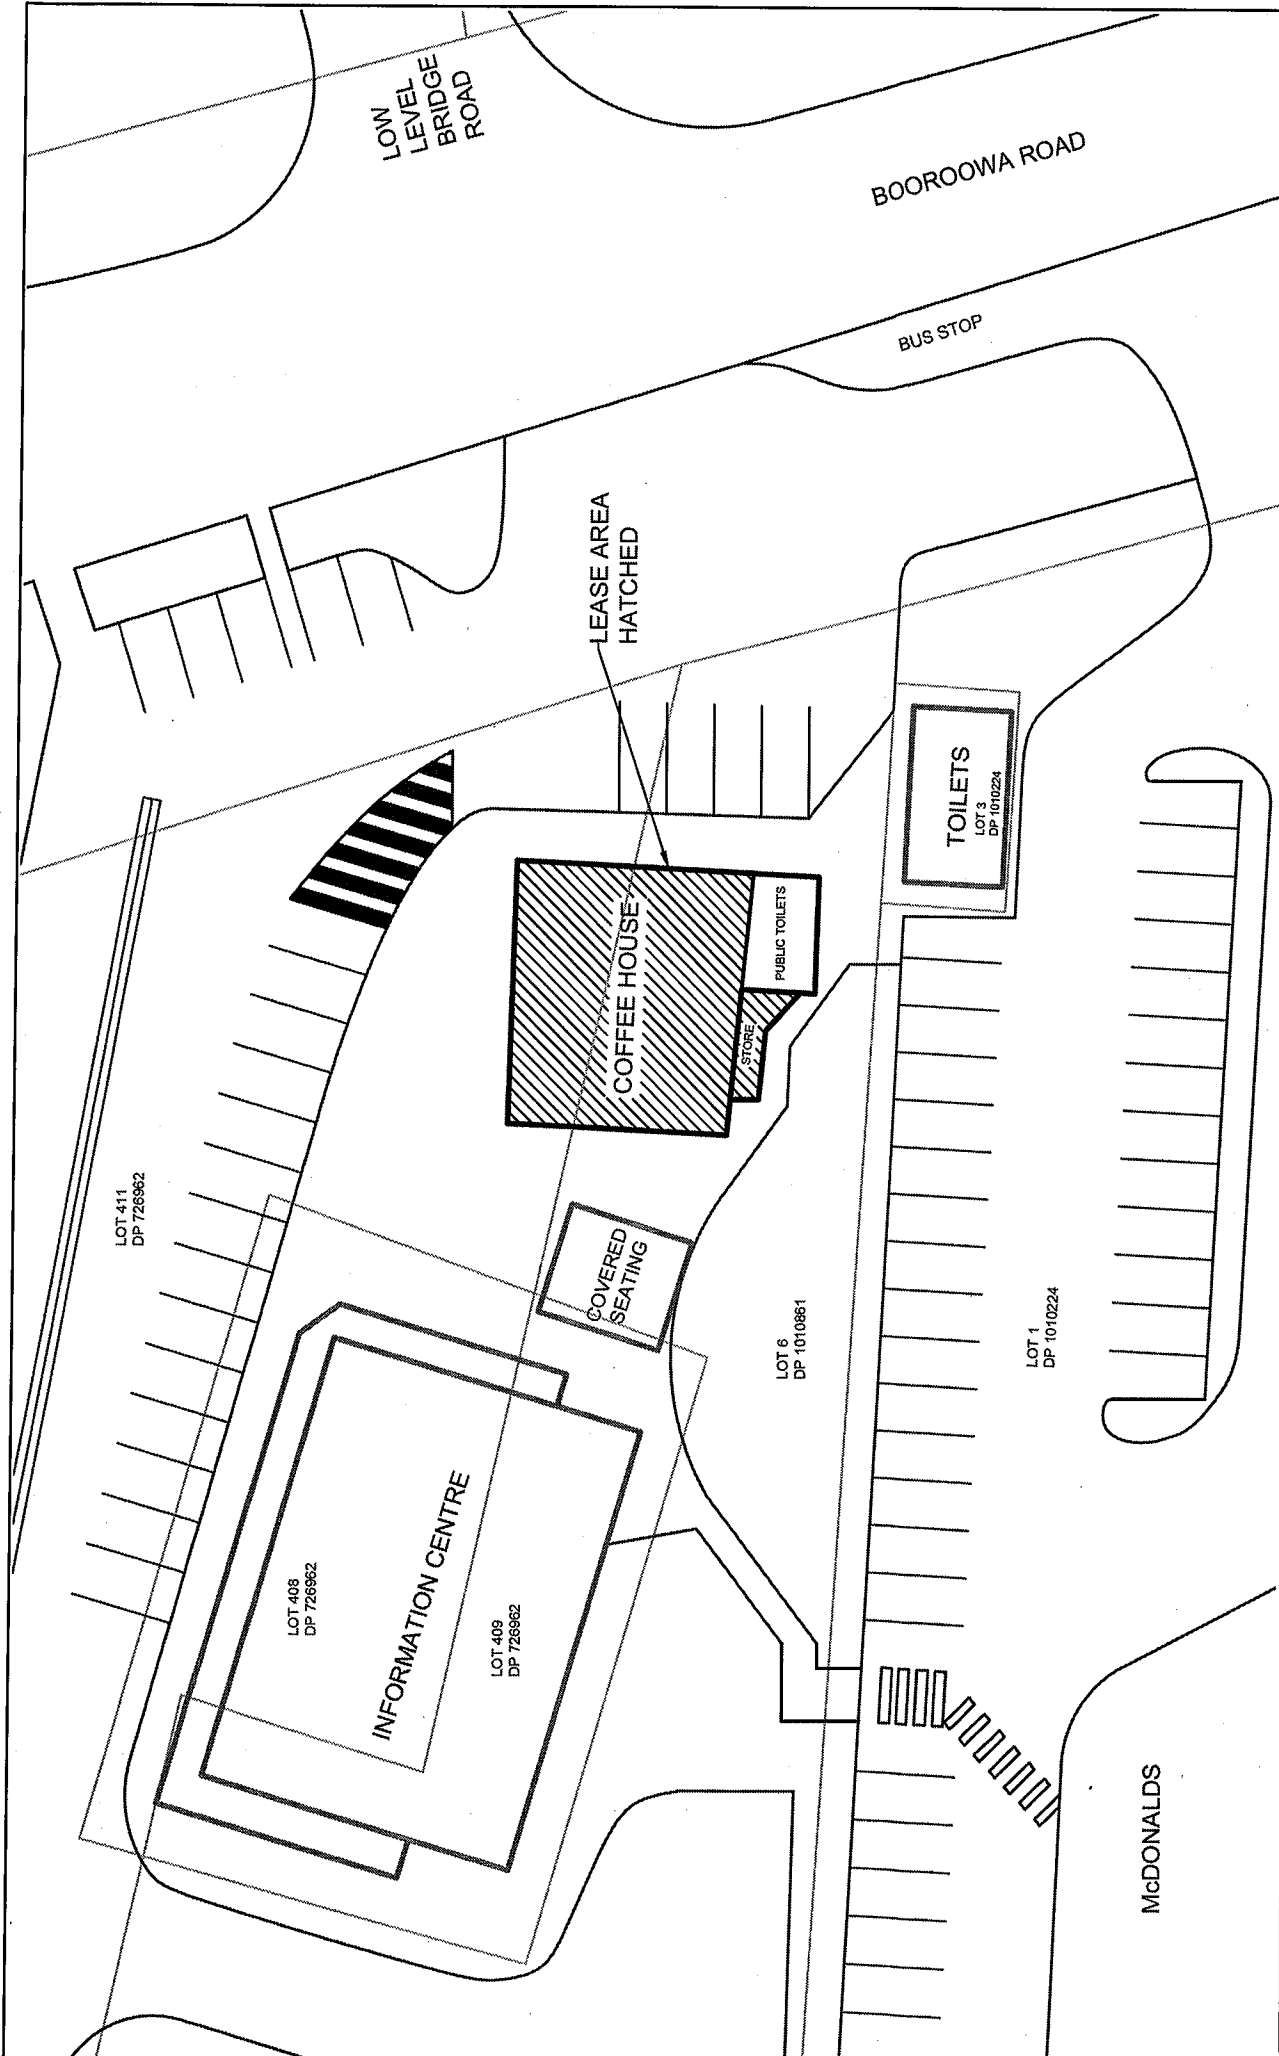 LOW
LEVEL
BRIDGE
ROAD
BOOROOWA ROAD
BUS STOP
LEASE AREA
HATCHED
TOILETS
LOT 3
DP 1010224
COFFEE HOUSE
PUBLIC TOILETS
STORE
LOT 411
DP 726962
COVERED
SEATING
LOT 6
DP 1010861
LOT 1
DP 1010224
LOT 408
DP 726962
INFORMATION CENTRE
LOT 409
DP 726962
McDONALDS